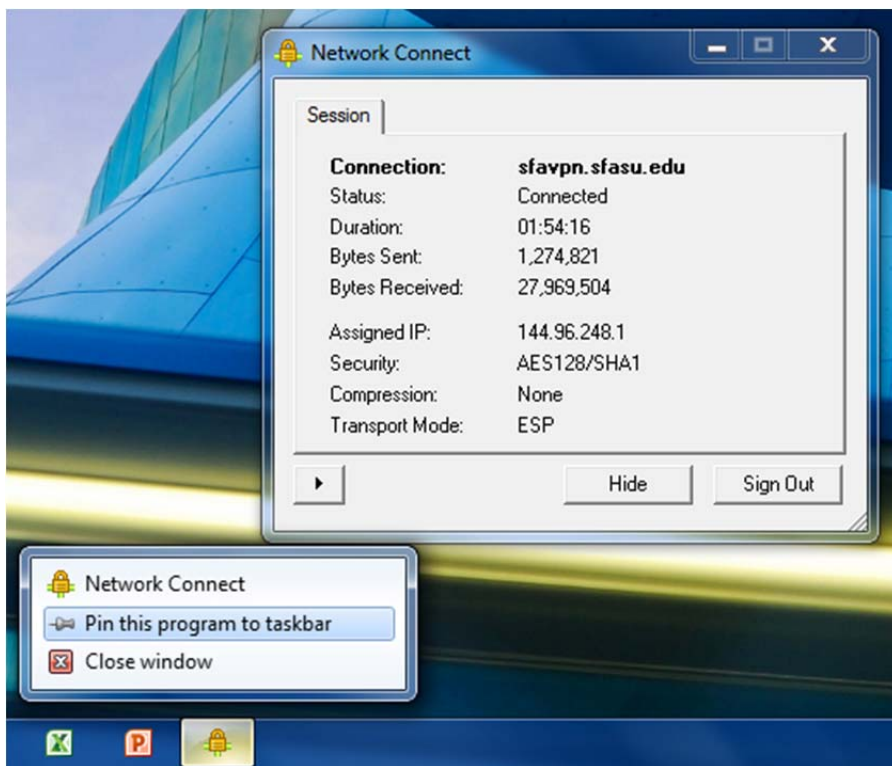 Network Connect
Session
Connection: sfavpn.sfasu.edu
Status: Connected
Duration: 01:54:16
Bytes Sent: 1,274,821
Bytes Received: 27,969,504
Assigned IP: 144.96.248.1
Security: AES128/SHA1
Compression: None
Transport Mode: ESP
Hide Sign Out
Network Connect
Pin this program to taskbar
Close window